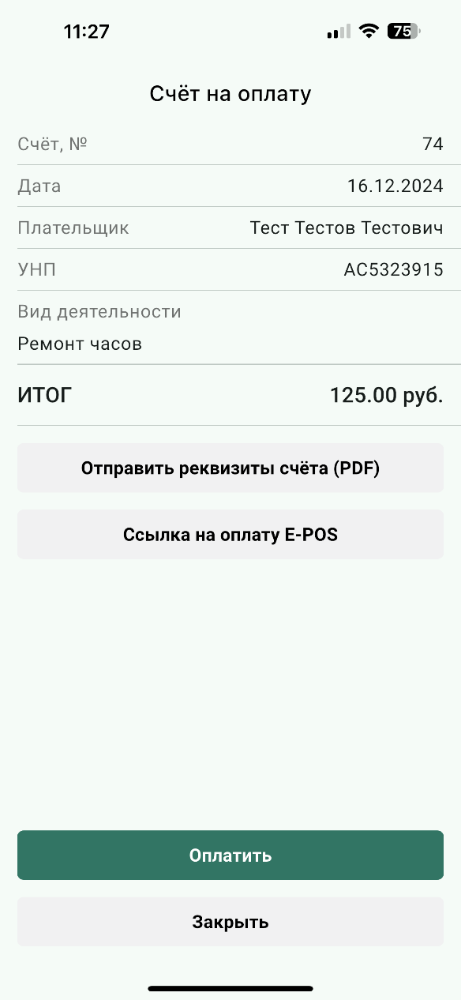 11:27
75
Счёт на оплату
Счёт, № 74
Дата 16.12.2024
Плательщик Тест Тестов Тестович
УНП AC5323915
Вид деятельности
Ремонт часов
ИТОГ 125.00 руб.
Отправить реквизиты счёта (PDF)
Ссылка на оплату E-POS
Оплатить
Закрыть